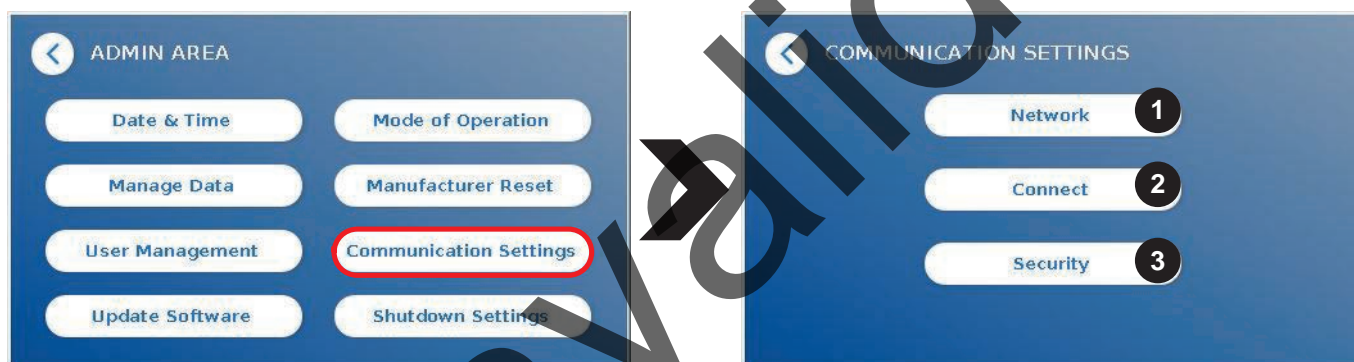 ADMIN AREA
Date & Time
Mode of Operation
Manage Data
Manufacturer Reset
User Management
Communication Settings
Update Software
Shutdown Settings
COMMUNICATION SETTINGS
Network 1
Connect 2
Security 3